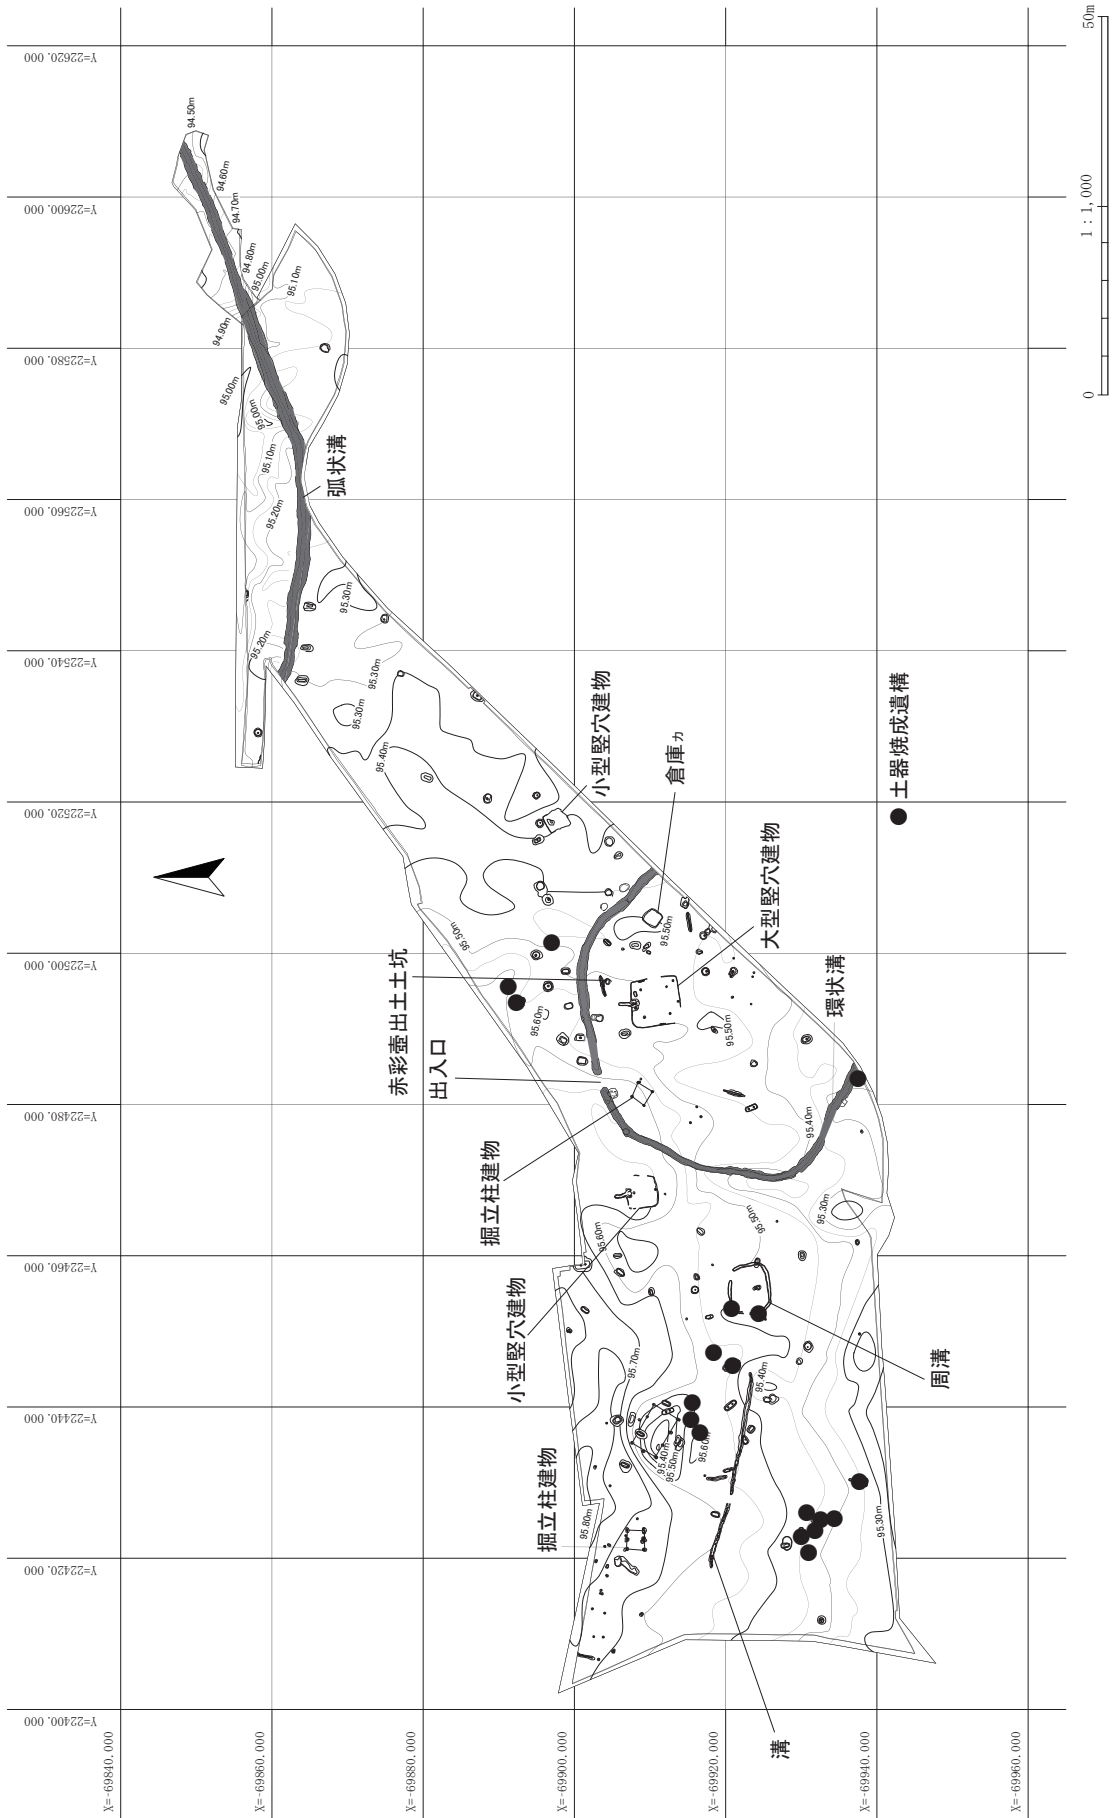 Y=22620.000
Y=22600.000
Y=22580.000
Y=22560.000
Y=22540.000
Y=22520.000
Y=22500.000
Y=22480.000
Y=22460.000
Y=22440.000
Y=22420.000
Y=22400.000
X=-69840.000
X=-69860.000
X=-69880.000
X=-69900.000
X=-69920.000
X=-69940.000
X=-69960.000
0
1：1,000
50m
弧状溝
小型竪穴建物
倉庫ヵ
大型竪穴建物
環状溝
赤彩壺出土土坑
出入口
掘立柱建物
小型竪穴建物
掘立柱建物
周溝
溝
土器焼成遺構
94.50m
94.60m
94.70m
94.80m
95.00m
95.10m
94.90m
95.00m
95.00m
95.10m
95.20m
95.20m
95.30m
95.30m
95.30m
95.40m
95.50m
95.50m
95.60m
95.50m
95.40m
95.30m
95.50m
95.60m
95.70m
95.40m
95.40m
95.50m
95.60m
95.80m
95.30m